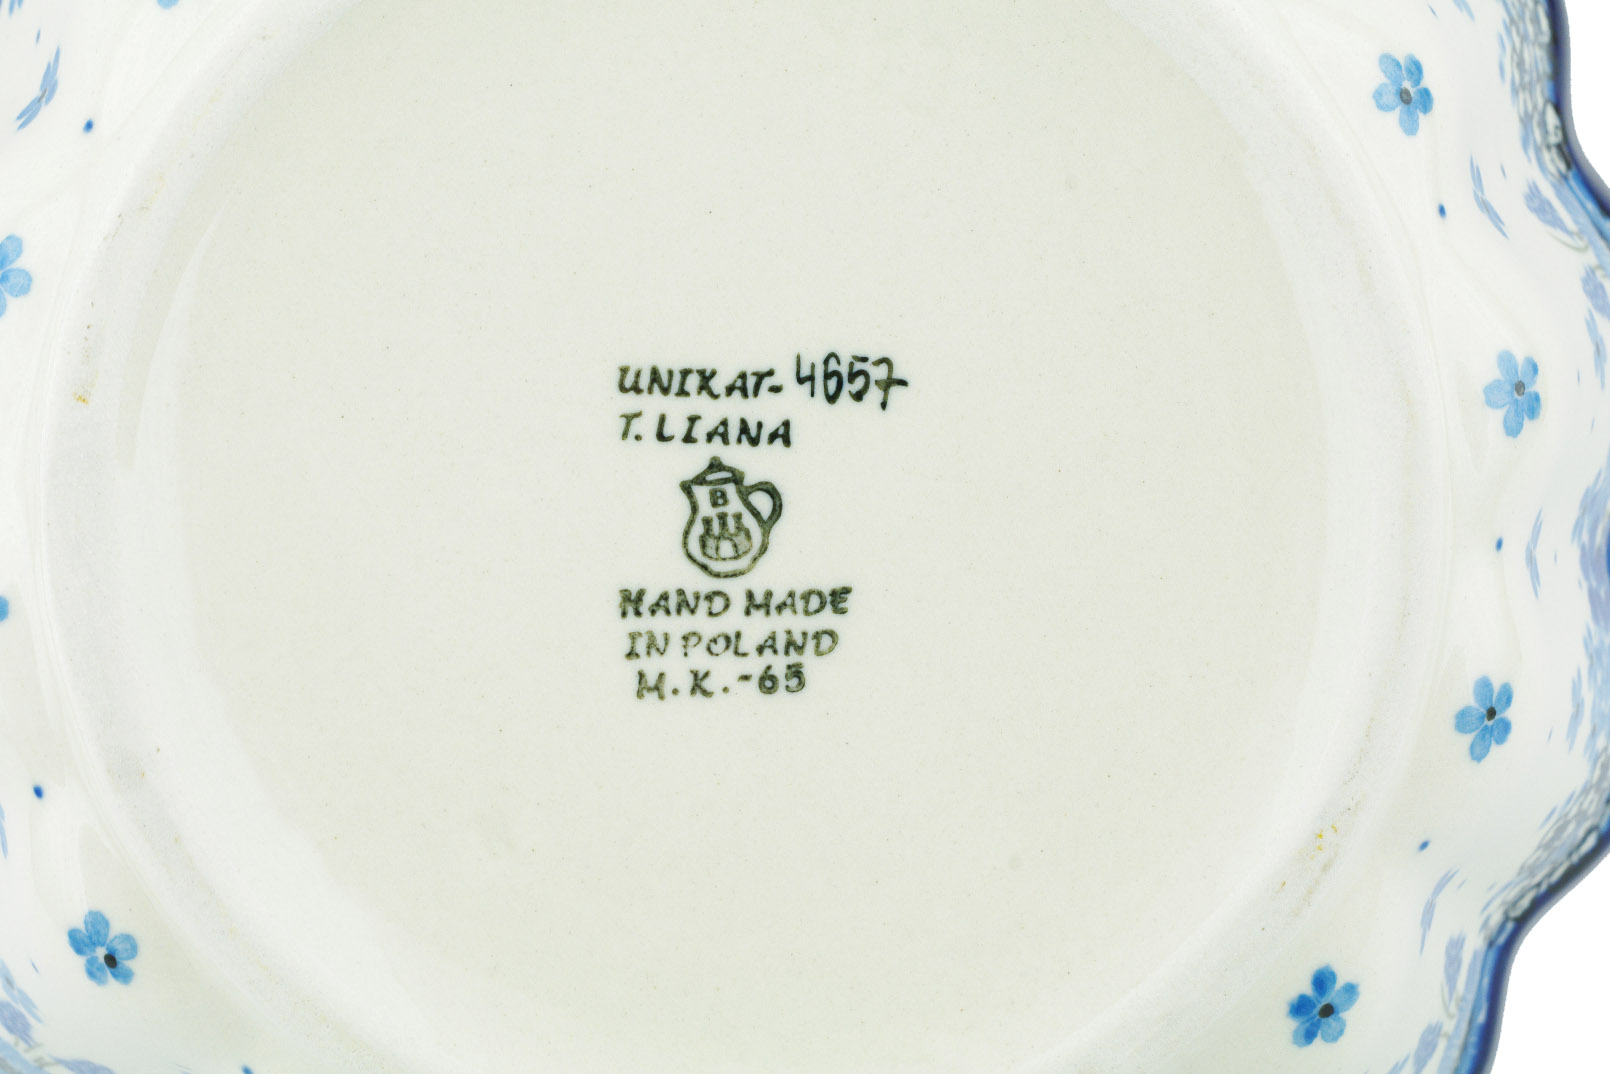 UNIKAT-4657
T. LIANA
B
HAND MADE
IN POLAND
M.K.-65